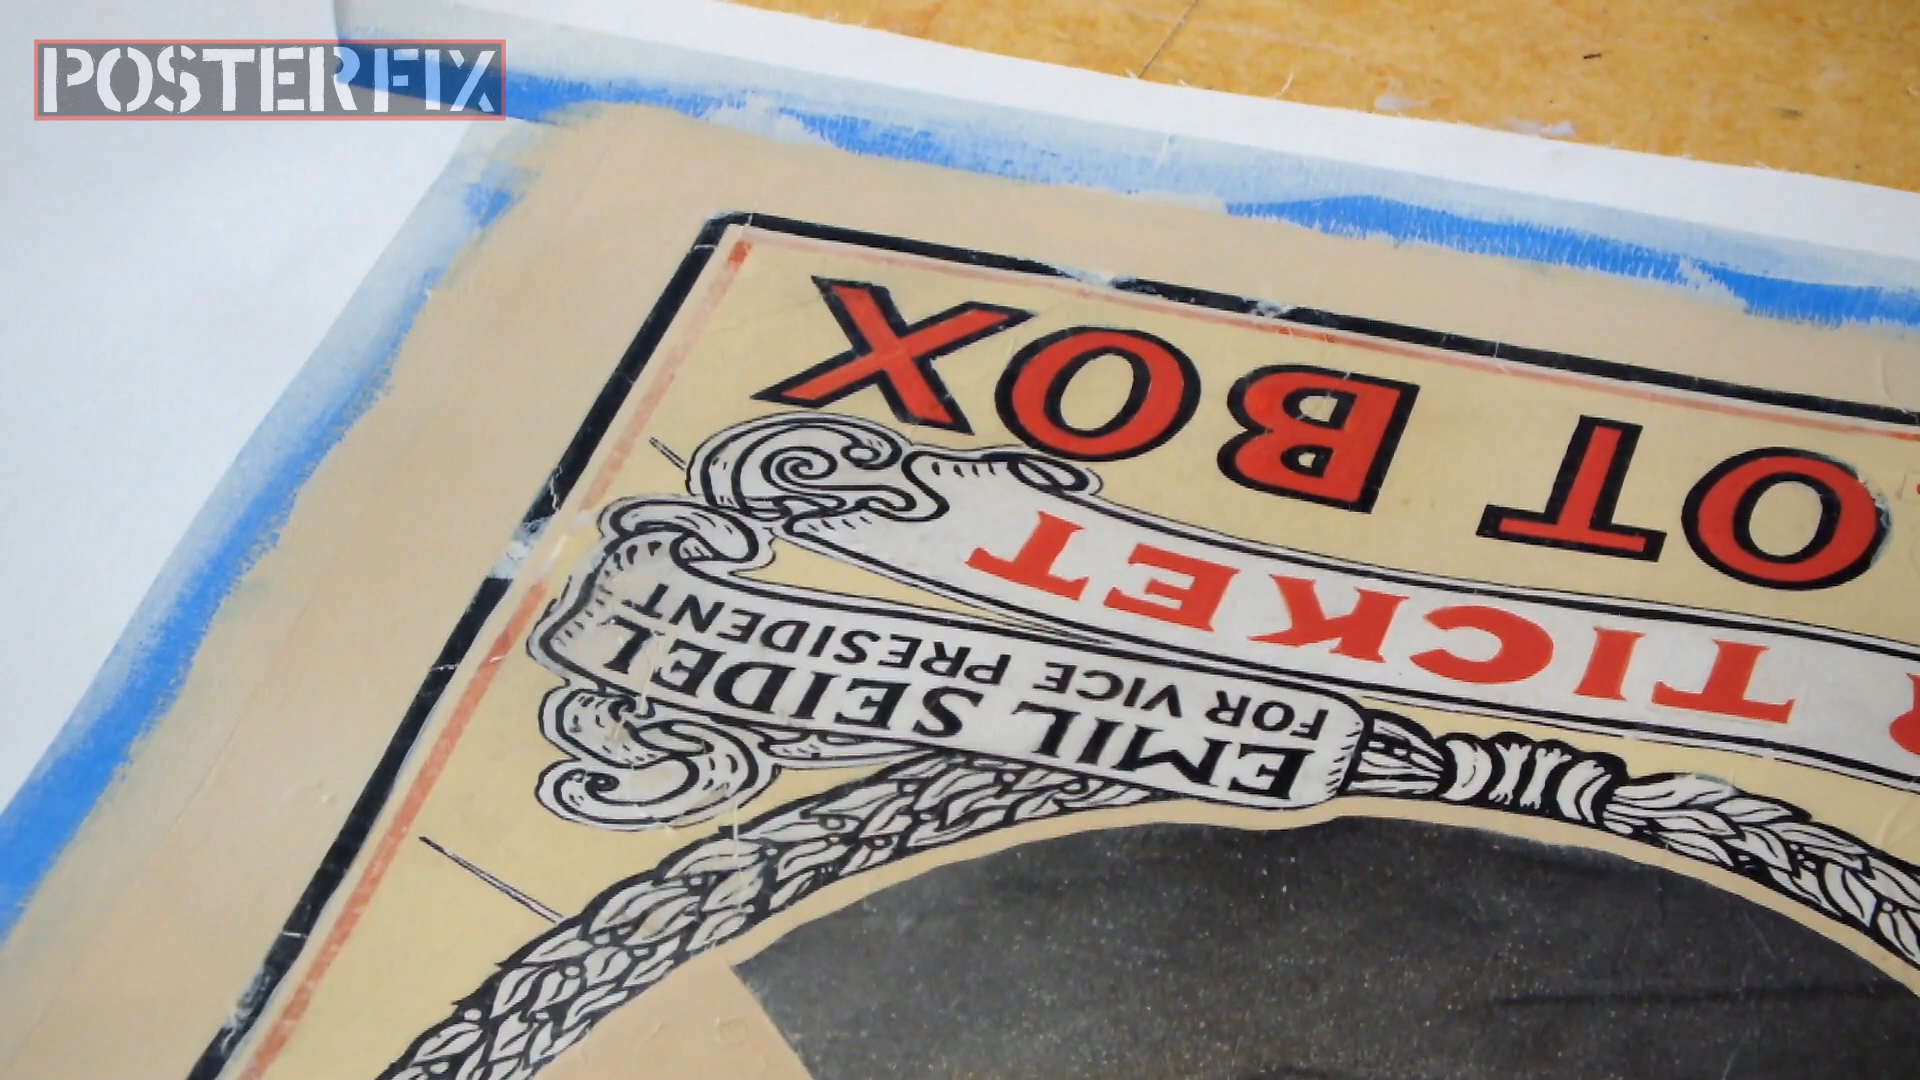 POSTERFIX
EMIL SEIDEL
FOR VICE PRESIDENT
R TICKET
OT BOX